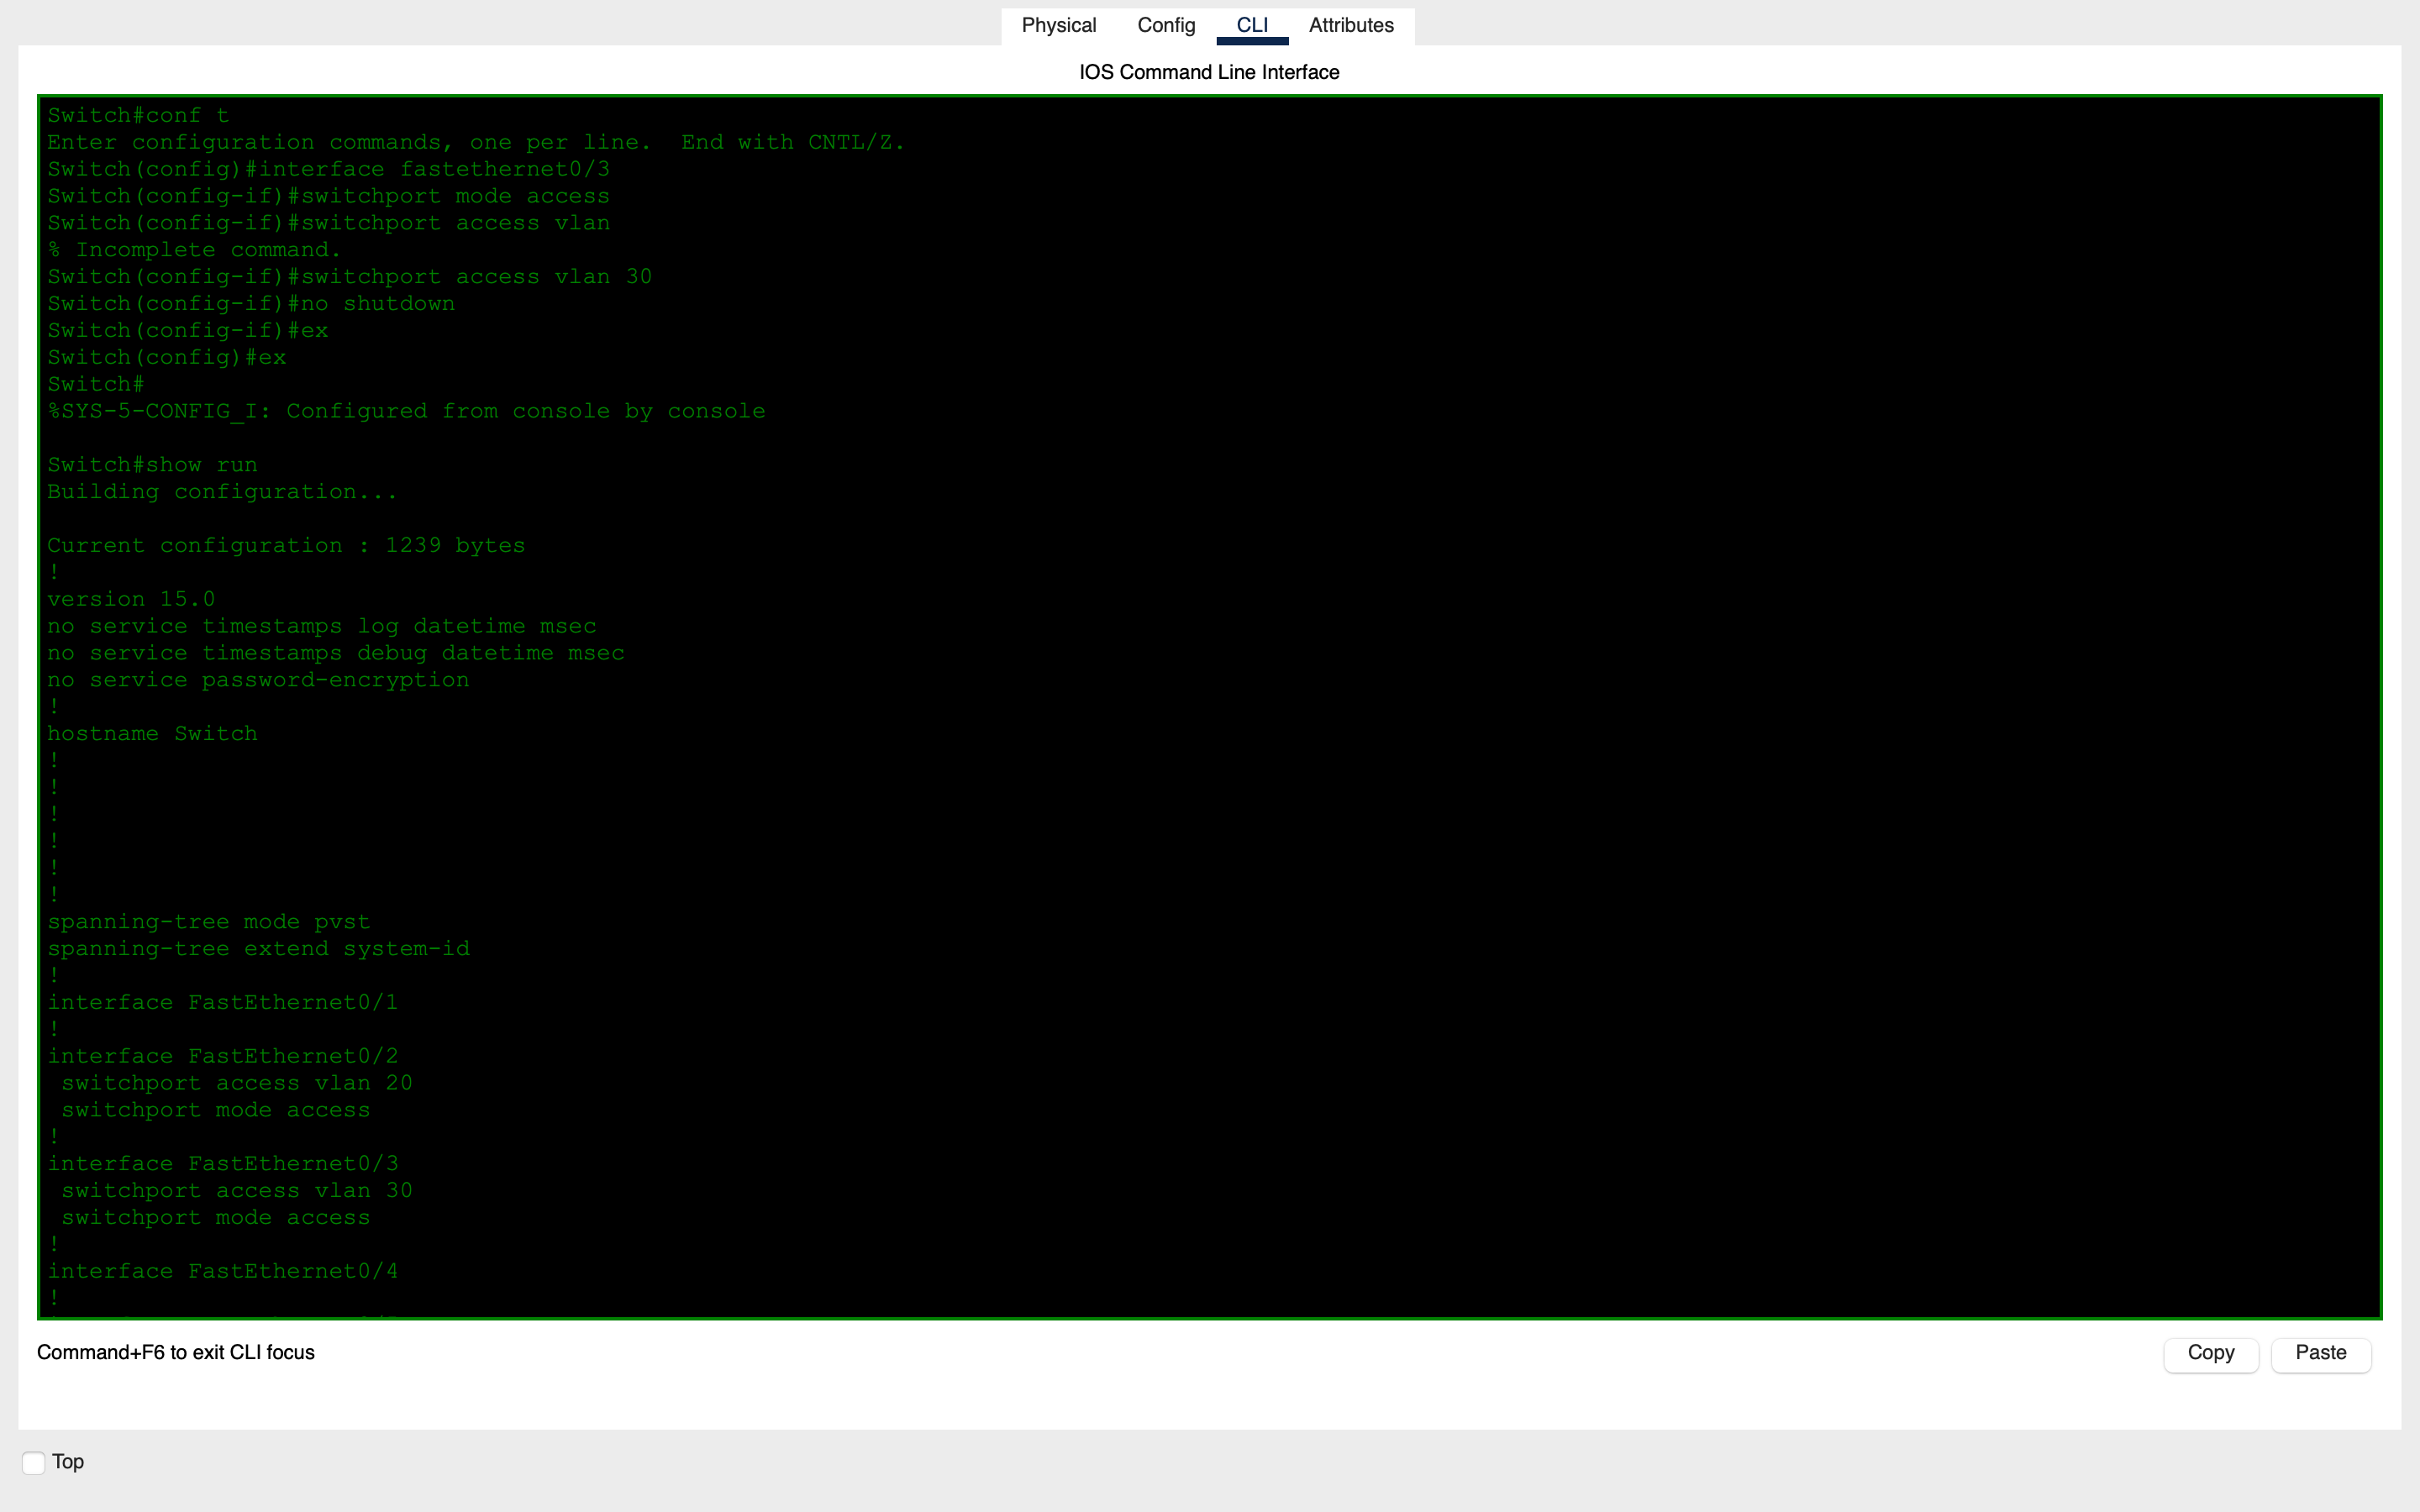 Physical Config CLI Attributes
IOS Command Line Interface
Switch#conf t
Enter configuration commands, one per line.  End with CNTL/Z.
Switch(config)#interface fastethernet0/3
Switch(config-if)#switchport mode access
Switch(config-if)#switchport access vlan
% Incomplete command.
Switch(config-if)#switchport access vlan 30
Switch(config-if)#no shutdown
Switch(config-if)#ex
Switch(config)#ex
Switch#
%SYS-5-CONFIG_I: Configured from console by console
Switch#show run
Building configuration...
Current configuration : 1239 bytes
!
version 15.0
no service timestamps log datetime msec
no service timestamps debug datetime msec
no service password-encryption
!
hostname Switch
!
!
!
!
!
!
spanning-tree mode pvst
spanning-tree extend system-id
!
interface FastEthernet0/1
!
interface FastEthernet0/2
 switchport access vlan 20
 switchport mode access
!
interface FastEthernet0/3
 switchport access vlan 30
 switchport mode access
!
interface FastEthernet0/4
!
Command+F6 to exit CLI focus
Copy Paste
Top